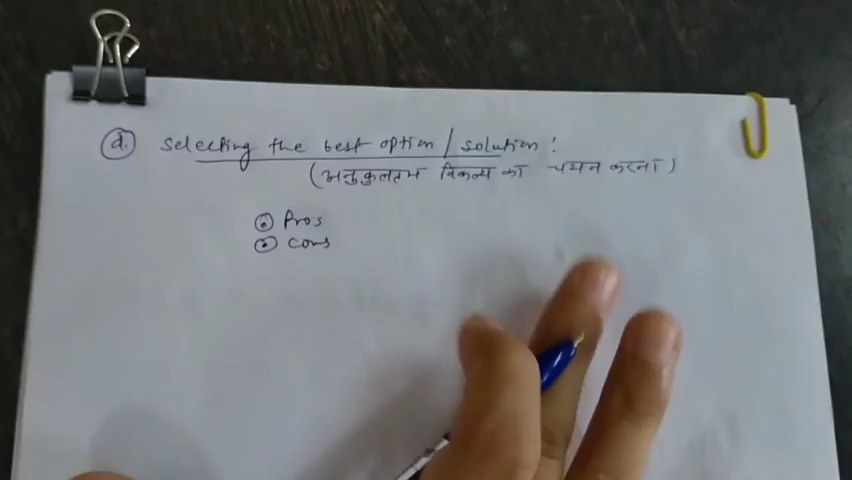 d. Selecting the best option / solution :
(अनुकुलतम विकल्प का चयन करना)
Pros
Cons